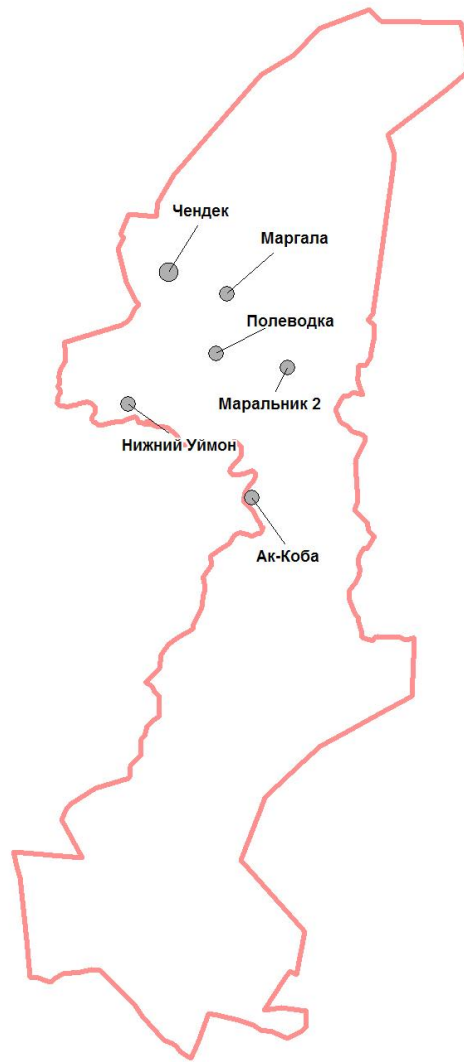 Чендек
Маргала
Полеводка
Маральник 2
Нижний Уймон
Ак-Коба